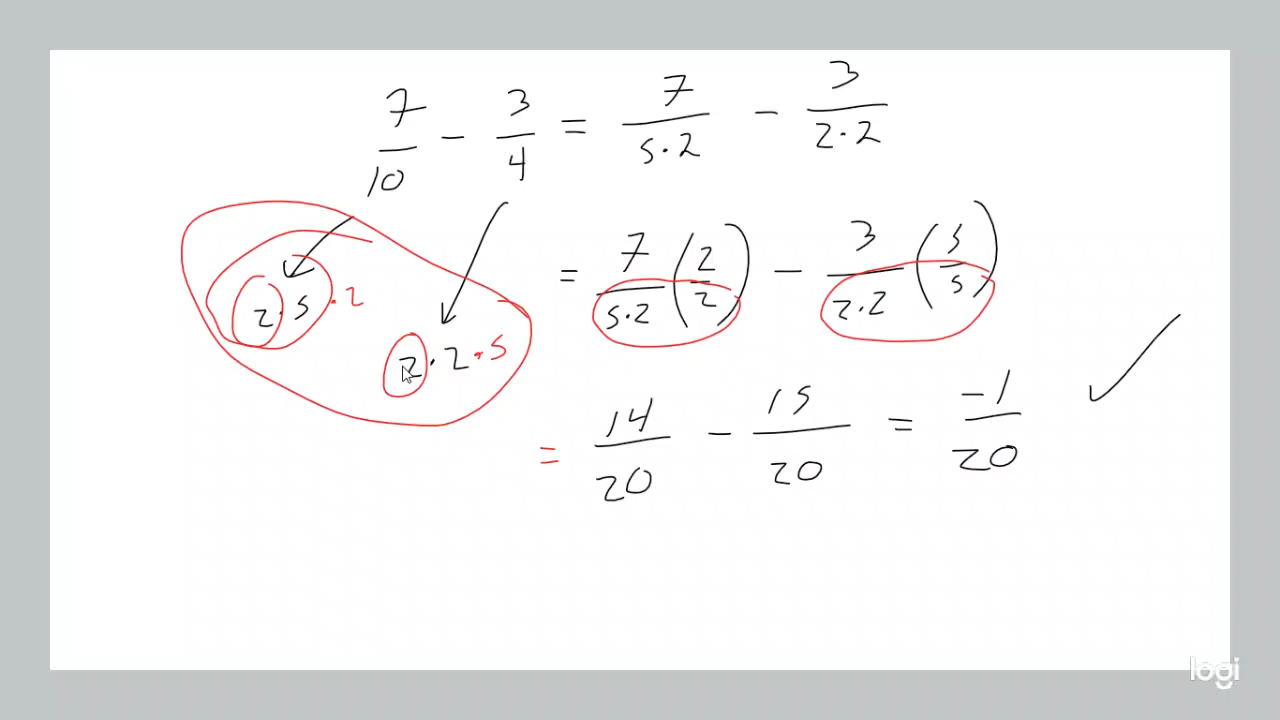 7/10 - 3/4 = 7/(5·2) - 3/(2·2)
= 7/(5·2) (2/2) - 3/(2·2) (5/5)
2·5·2
2·2·5
= 14/20 - 15/20 = -1/20
logi